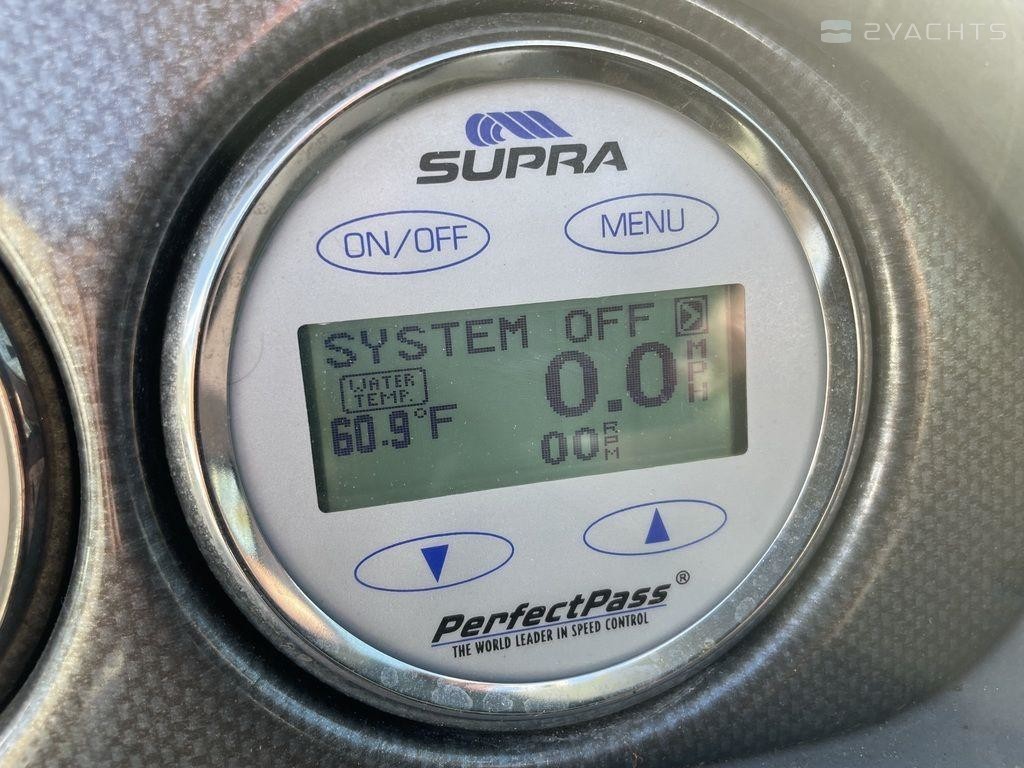 2YACHTS
SUPRA
ON/OFF MENU
SYSTEM OFF
WATER TEMP. 0.0 MPH
60.9°F 00 RPM
PerfectPass®
THE WORLD LEADER IN SPEED CONTROL